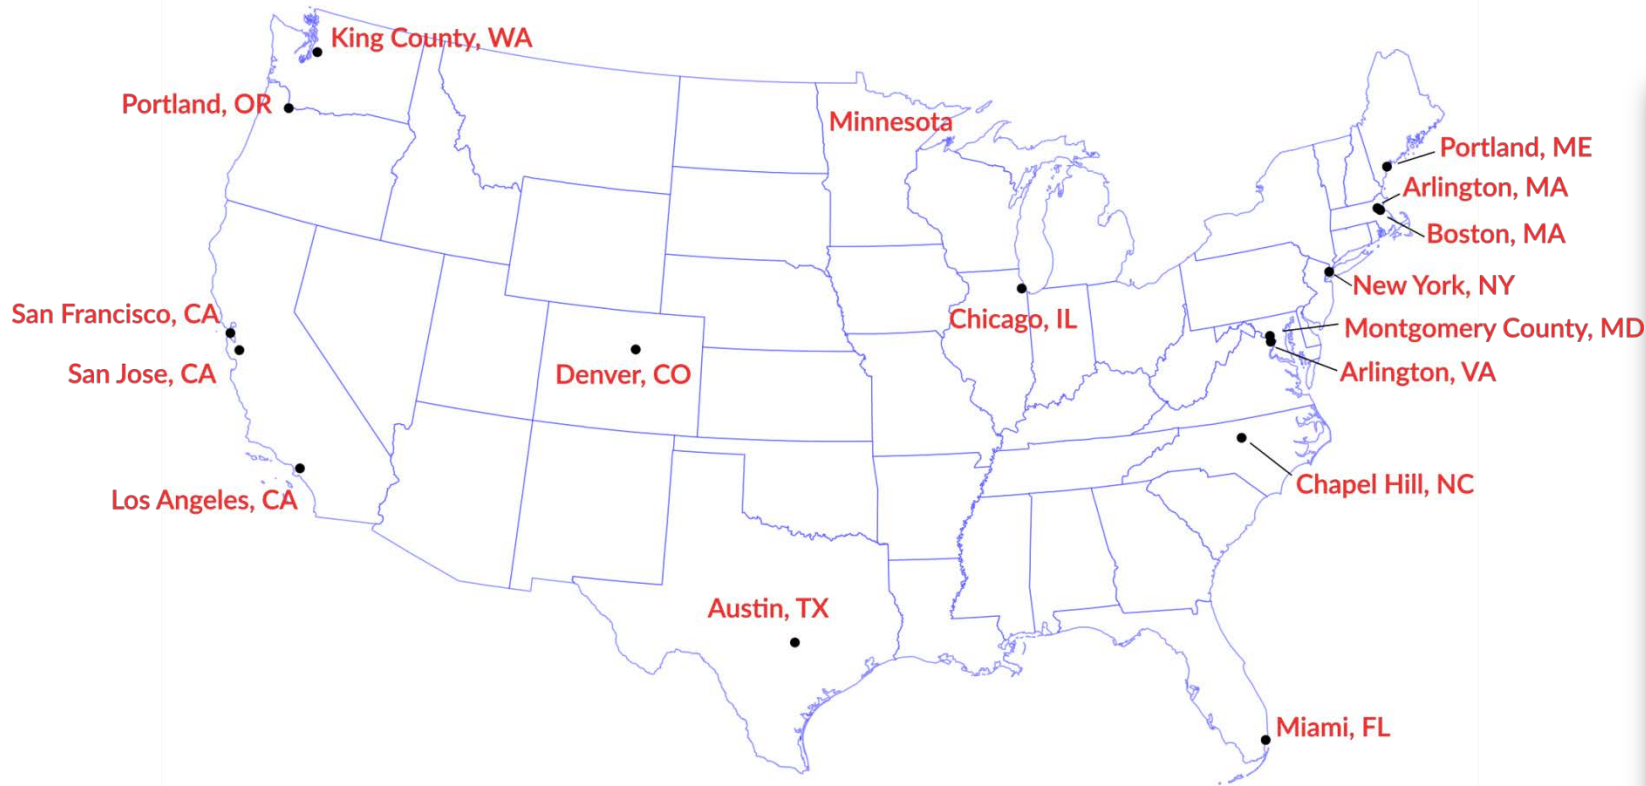 King County, WA
Portland, OR
Minnesota
Portland, ME
Arlington, MA
Boston, MA
New York, NY
San Francisco, CA
Chicago, IL
Montgomery County, MD
San Jose, CA
Denver, CO
Arlington, VA
Los Angeles, CA
Chapel Hill, NC
Austin, TX
Miami, FL